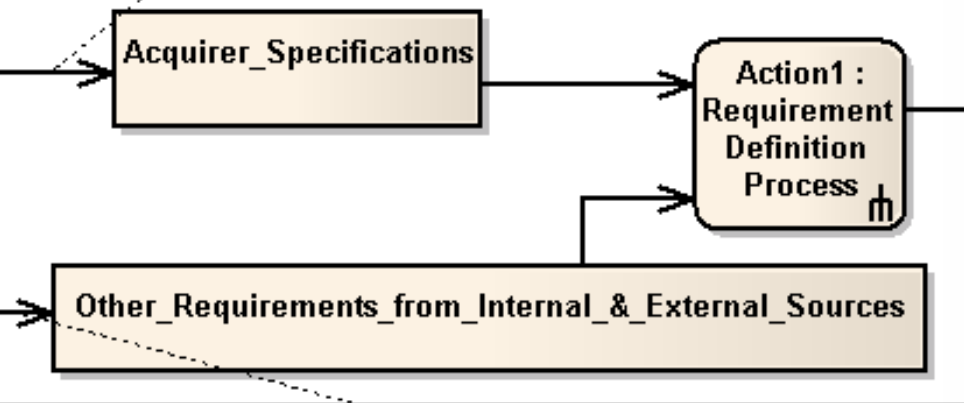 Acquirer_Specifications
Action1 :
Requirement
Definition
Process
Other_Requirements_from_Internal_&_External_Sources